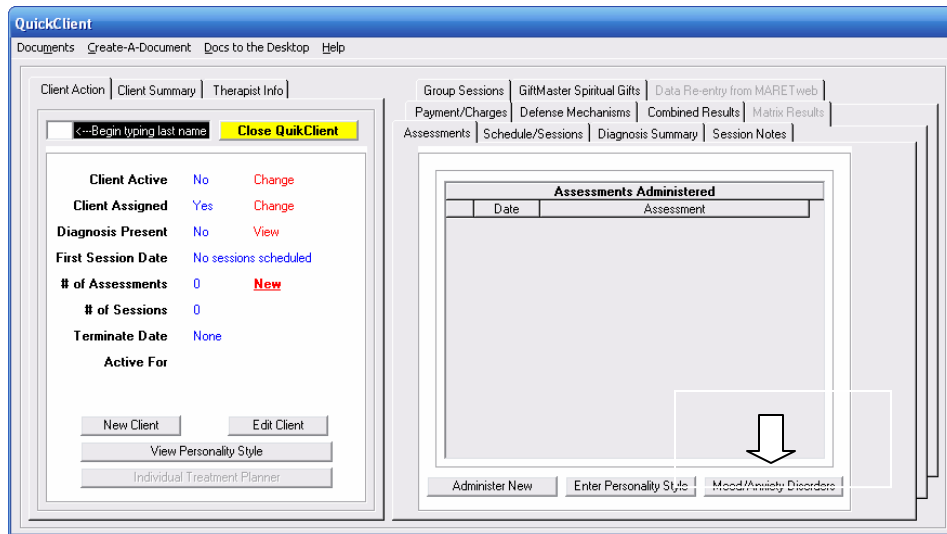 QuickClient
Documents Create-A-Document Docs to the Desktop Help
Client Action Client Summary Therapist Info
<---Begin typing last name Close QuikClient
Client Active No Change
Client Assigned Yes Change
Diagnosis Present No View
First Session Date No sessions scheduled
# of Assessments 0 New
# of Sessions 0
Terminate Date None
Active For
New Client Edit Client
View Personality Style
Individual Treatment Planner
Group Sessions GiftMaster Spiritual Gifts Data Re-entry from MARETweb
Payment/Charges Defense Mechanisms Combined Results Matrix Results
Assessments Schedule/Sessions Diagnosis Summary Session Notes
Assessments Administered
Date Assessment
Administer New Enter Personality Style Mood/Anxiety Disorders